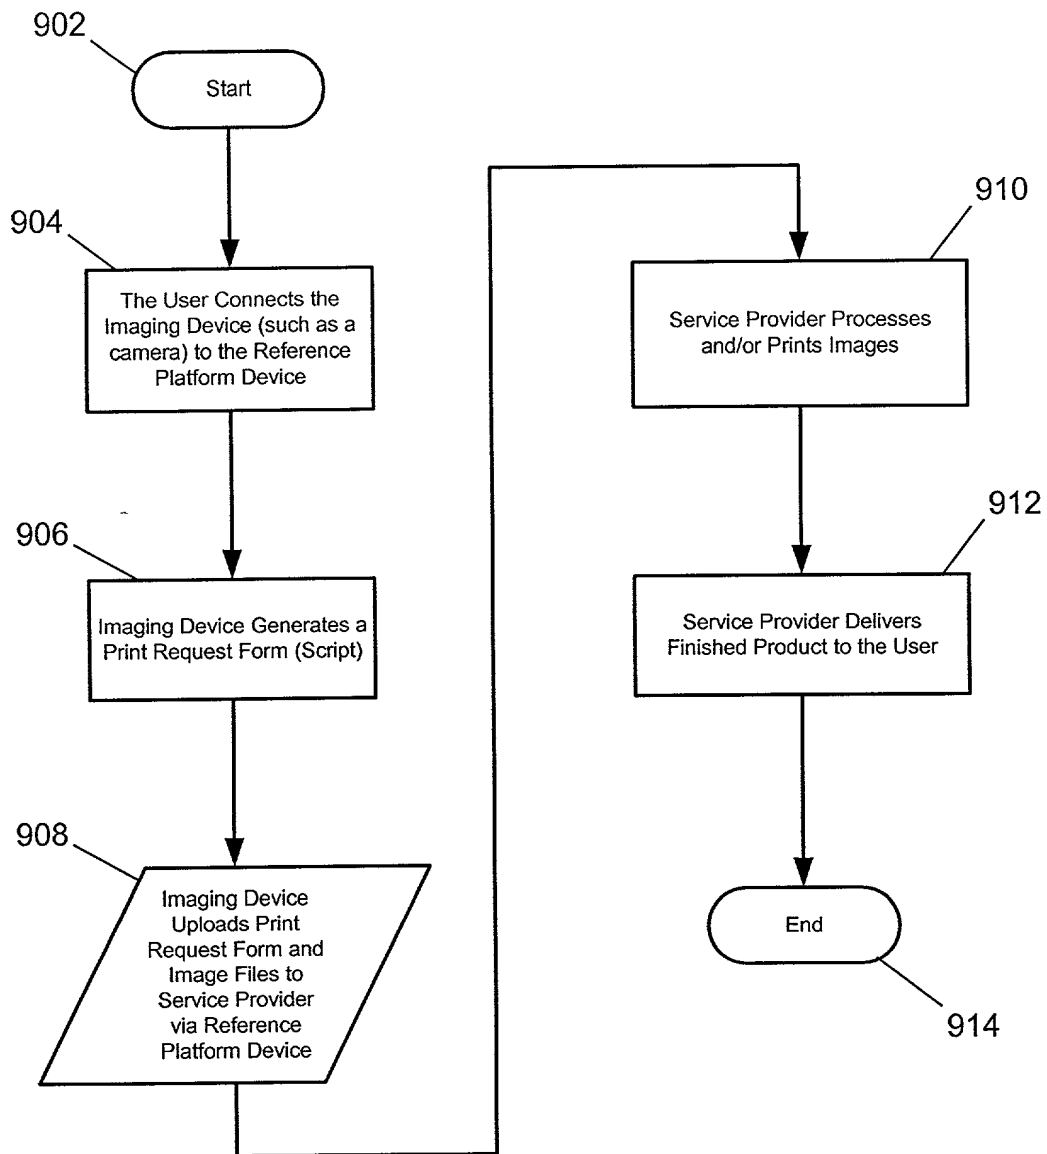 902
Start
904
The User Connects the
Imaging Device (such as a
camera) to the Reference
Platform Device
906
Imaging Device Generates a
Print Request Form (Script)
908
Imaging Device
Uploads Print
Request Form and
Image Files to
Service Provider
via Reference
Platform Device
910
Service Provider Processes
and/or Prints Images
912
Service Provider Delivers
Finished Product to the User
End
914